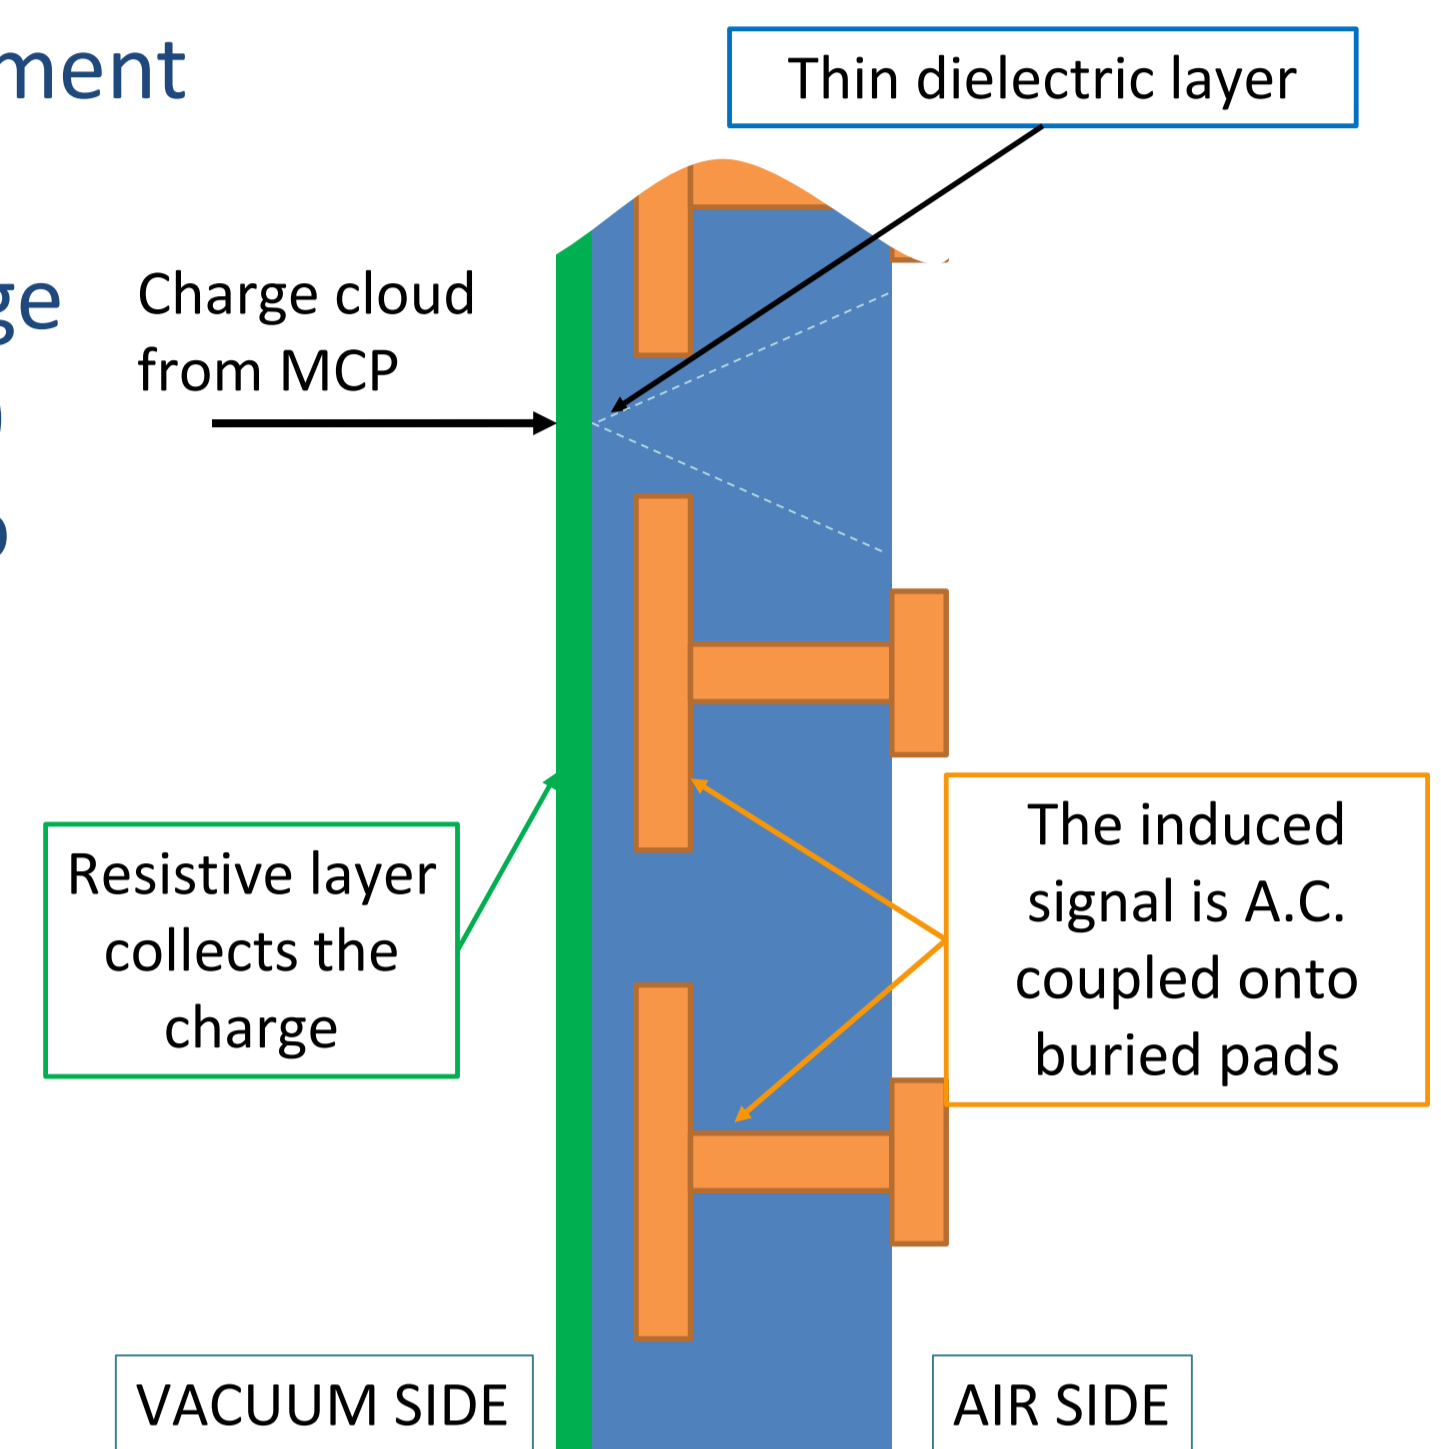 ment
Thin dielectric layer
ge
Charge cloud
from MCP
)
Resistive layer
collects the
charge
The induced
signal is A.C.
coupled onto
buried pads
VACUUM SIDE
AIR SIDE